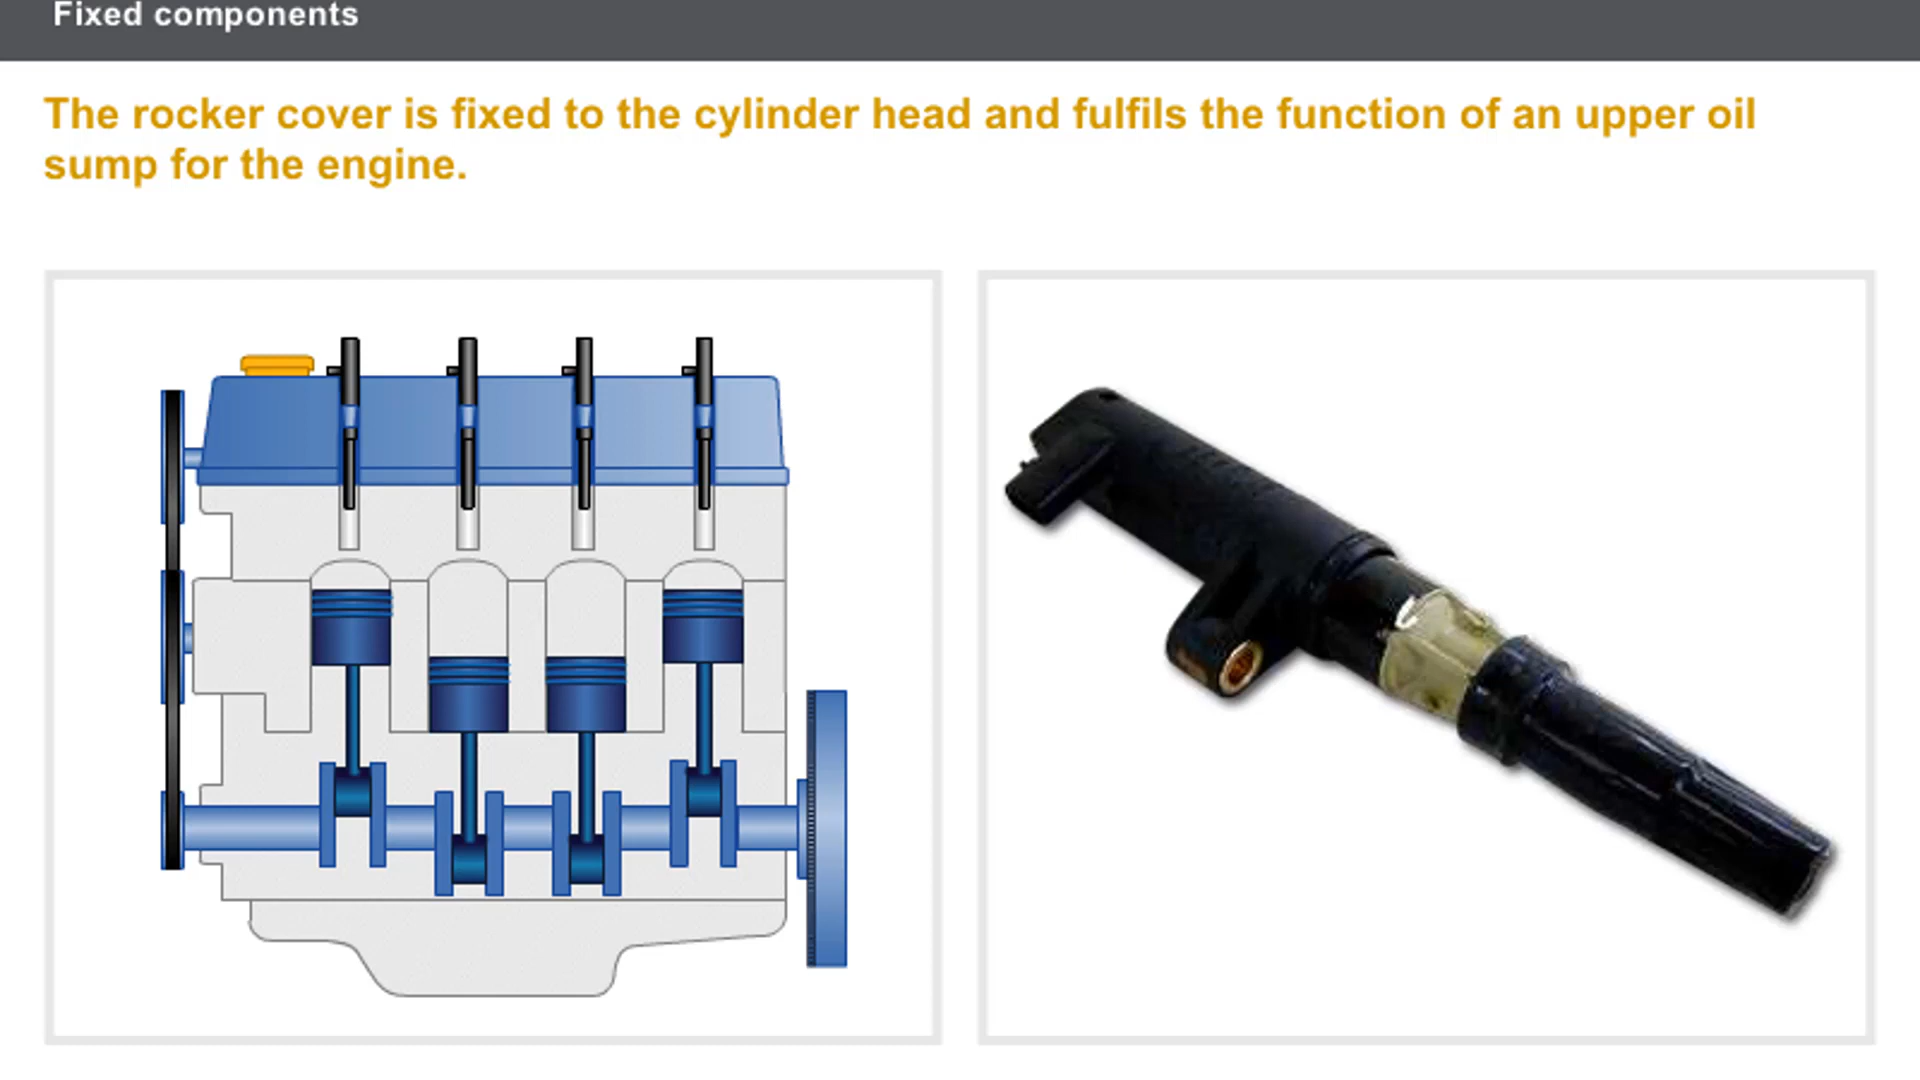 Fixed components
The rocker cover is fixed to the cylinder head and fulfils the function of an upper oil
sump for the engine.